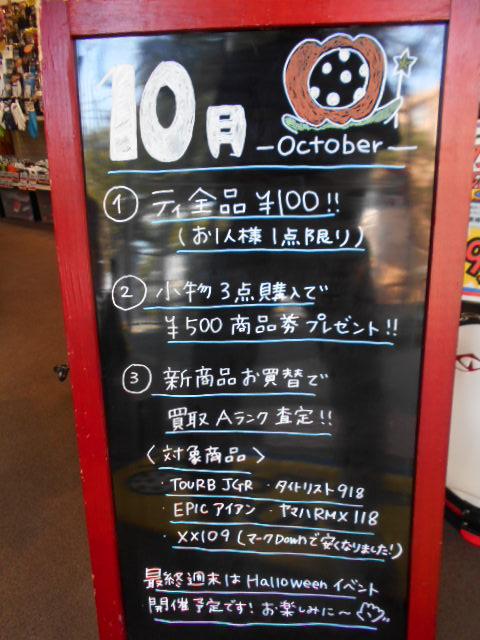 10月 -October-
① ティ全品 ¥100!!
(お1人様1点限り)
② 小物3点購入で
¥500商品券プレゼント!!
③ 新商品お買替で
買取Aランク査定!!
〈対象商品〉
・TOURB JGR ・タイトリスト918
・EPICアイアン ・ヤマハRMX118
・XX109(マークDownで安くなりました!)
最終週末はHalloweenイベント
開催予定です!お楽しみに〜